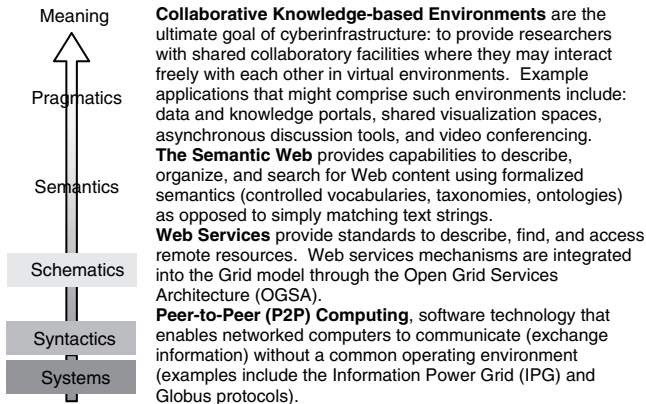 Meaning
Pragmatics
Semantics
Schematics
Syntactics
Systems
Collaborative Knowledge-based Environments are the
ultimate goal of cyberinfrastructure: to provide researchers
with shared collaboratory facilities where they may interact
freely with each other in virtual environments.  Example
applications that might comprise such environments include:
data and knowledge portals, shared visualization spaces,
asynchronous discussion tools, and video conferencing.
The Semantic Web provides capabilities to describe,
organize, and search for Web content using formalized
semantics (controlled vocabularies, taxonomies, ontologies)
as opposed to simply matching text strings.
Web Services provide standards to describe, find, and access
remote resources.  Web services mechanisms are integrated
into the Grid model through the Open Grid Services
Architecture (OGSA).
Peer-to-Peer (P2P) Computing, software technology that
enables networked computers to communicate (exchange
information) without a common operating environment
(examples include the Information Power Grid (IPG) and
Globus protocols).